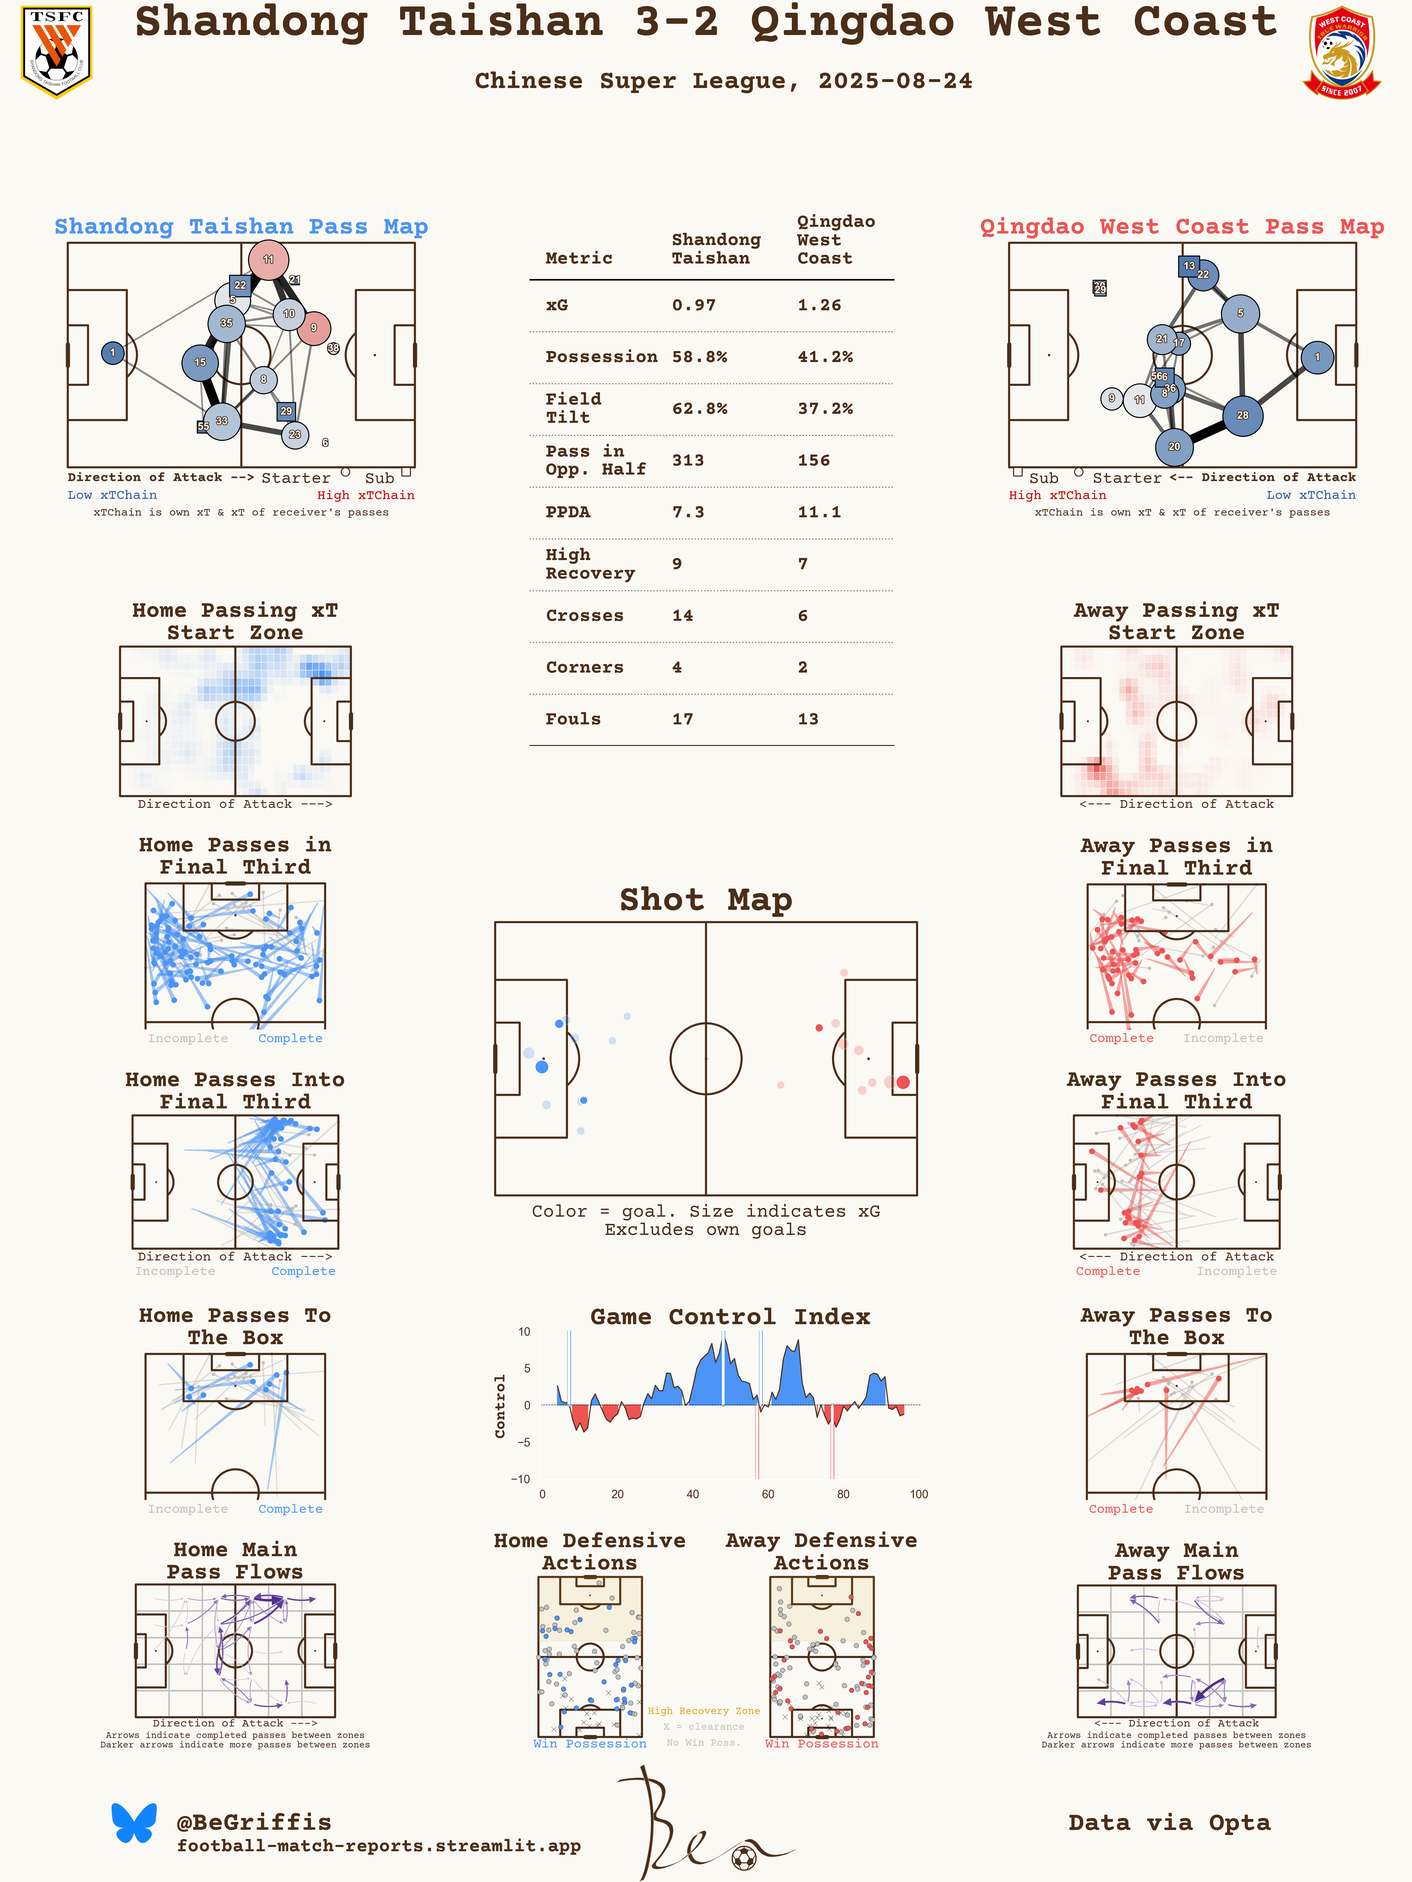 TSFC
Shandong Taishan 3-2 Qingdao West Coast
WEST COAST
SINCE 2007
Chinese Super League, 2025-08-24
Shandong Taishan Pass Map
11
21
22
5
10
35
9
38
1
15
8
29
55
33
23
6
Direction of Attack --> Starter Sub
Low xTChain High xTChain
xTChain is own xT & xT of receiver's passes
Metric Shandong Taishan Qingdao West Coast
xG 0.97 1.26
Possession 58.8% 41.2%
Field Tilt 62.8% 37.2%
Pass in Opp. Half 313 156
PPDA 7.3 11.1
High Recovery 9 7
Crosses 14 6
Corners 4 2
Fouls 17 13
Qingdao West Coast Pass Map
13
22
29
5
21
17
1
36
8
9
11
28
20
Sub Starter <-- Direction of Attack
High xTChain Low xTChain
xTChain is own xT & xT of receiver's passes
Home Passing xT
Start Zone
Direction of Attack --->
Away Passing xT
Start Zone
<--- Direction of Attack
Home Passes in
Final Third
Incomplete Complete
Shot Map
Color = goal. Size indicates xG
Excludes own goals
Away Passes in
Final Third
Complete Incomplete
Home Passes Into
Final Third
Direction of Attack --->
Incomplete Complete
Away Passes Into
Final Third
<--- Direction of Attack
Complete Incomplete
Home Passes To
The Box
Incomplete Complete
Game Control Index
Control
10
5
0
−5
−10
0 20 40 60 80 100
Away Passes To
The Box
Complete Incomplete
Home Main
Pass Flows
Direction of Attack --->
Arrows indicate completed passes between zones
Darker arrows indicate more passes between zones
Home Defensive
Actions
Win Possession
High Recovery Zone
X = clearance
No Win Poss.
Away Defensive
Actions
Win Possession
Away Main
Pass Flows
<--- Direction of Attack
Arrows indicate completed passes between zones
Darker arrows indicate more passes between zones
@BeGriffis
football-match-reports.streamlit.app
Ben
Data via Opta